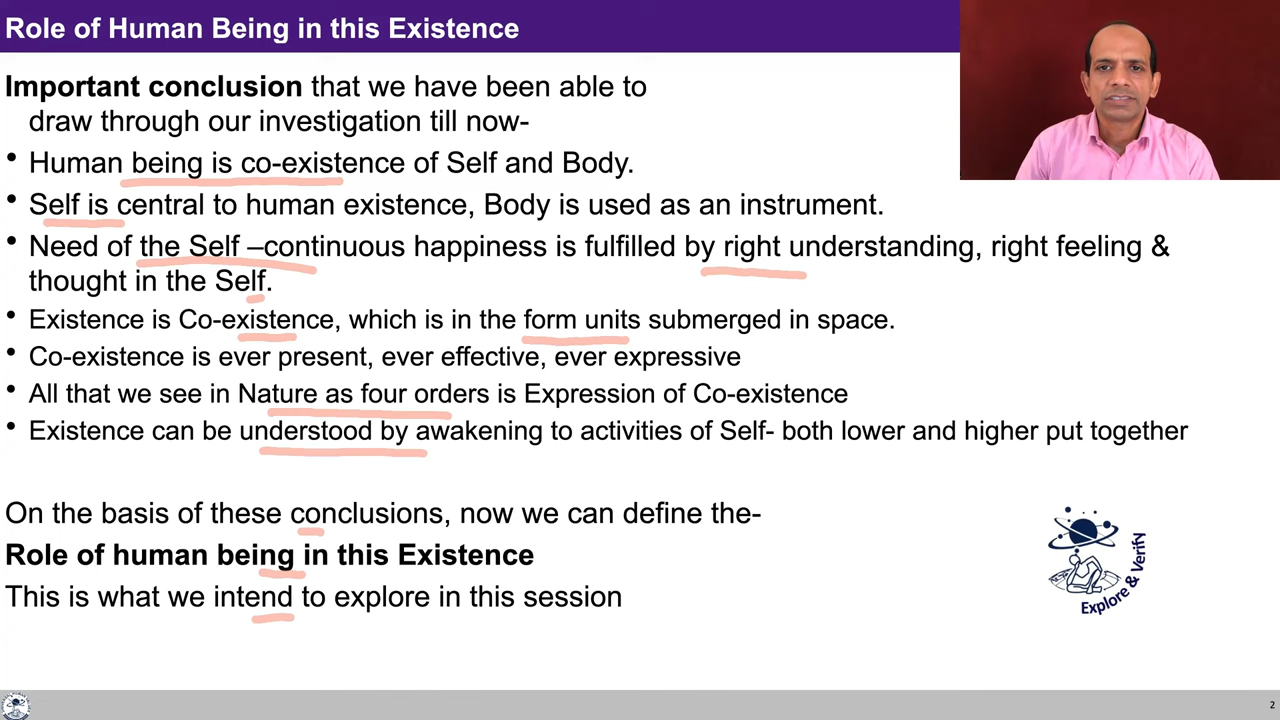 Role of Human Being in this Existence
Important conclusion that we have been able to
draw through our investigation till now-
• Human being is co-existence of Self and Body.
• Self is central to human existence, Body is used as an instrument.
• Need of the Self –continuous happiness is fulfilled by right understanding, right feeling &
thought in the Self.
• Existence is Co-existence, which is in the form units submerged in space.
• Co-existence is ever present, ever effective, ever expressive
• All that we see in Nature as four orders is Expression of Co-existence
• Existence can be understood by awakening to activities of Self- both lower and higher put together
On the basis of these conclusions, now we can define the-
Role of human being in this Existence
This is what we intend to explore in this session
Explore & Verify
2